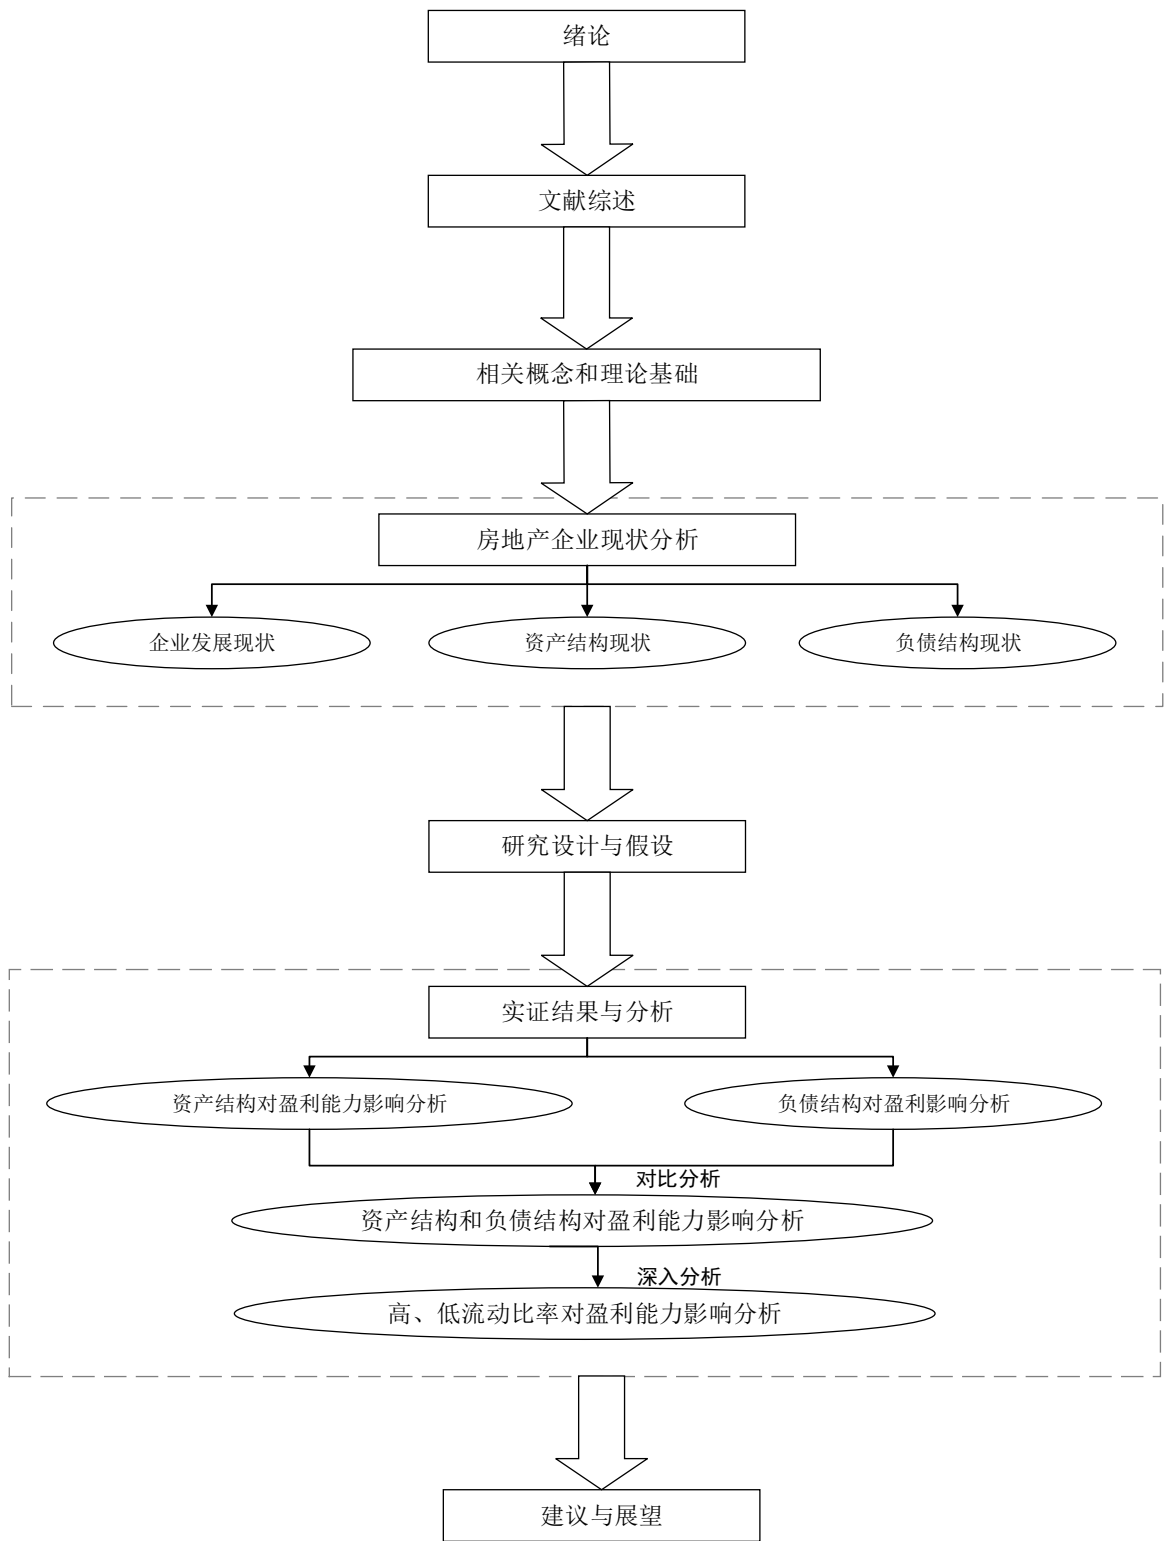 绪论
文献综述
相关概念和理论基础
房地产企业现状分析
企业发展现状
资产结构现状
负债结构现状
研究设计与假设
实证结果与分析
资产结构对盈利能力影响分析
负债结构对盈利影响分析
对比分析
资产结构和负债结构对盈利能力影响分析
深入分析
高、低流动比率对盈利能力影响分析
建议与展望